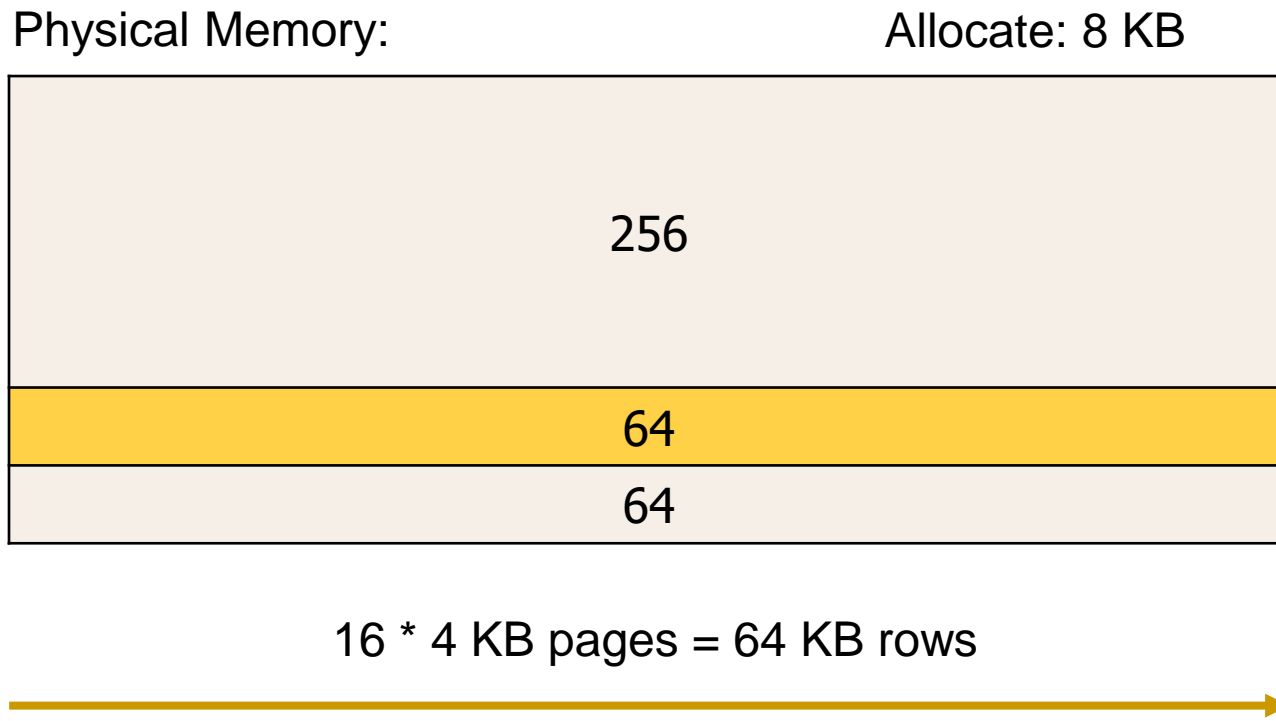 Physical Memory:
Allocate: 8 KB
256
64
64
16 * 4 KB pages = 64 KB rows